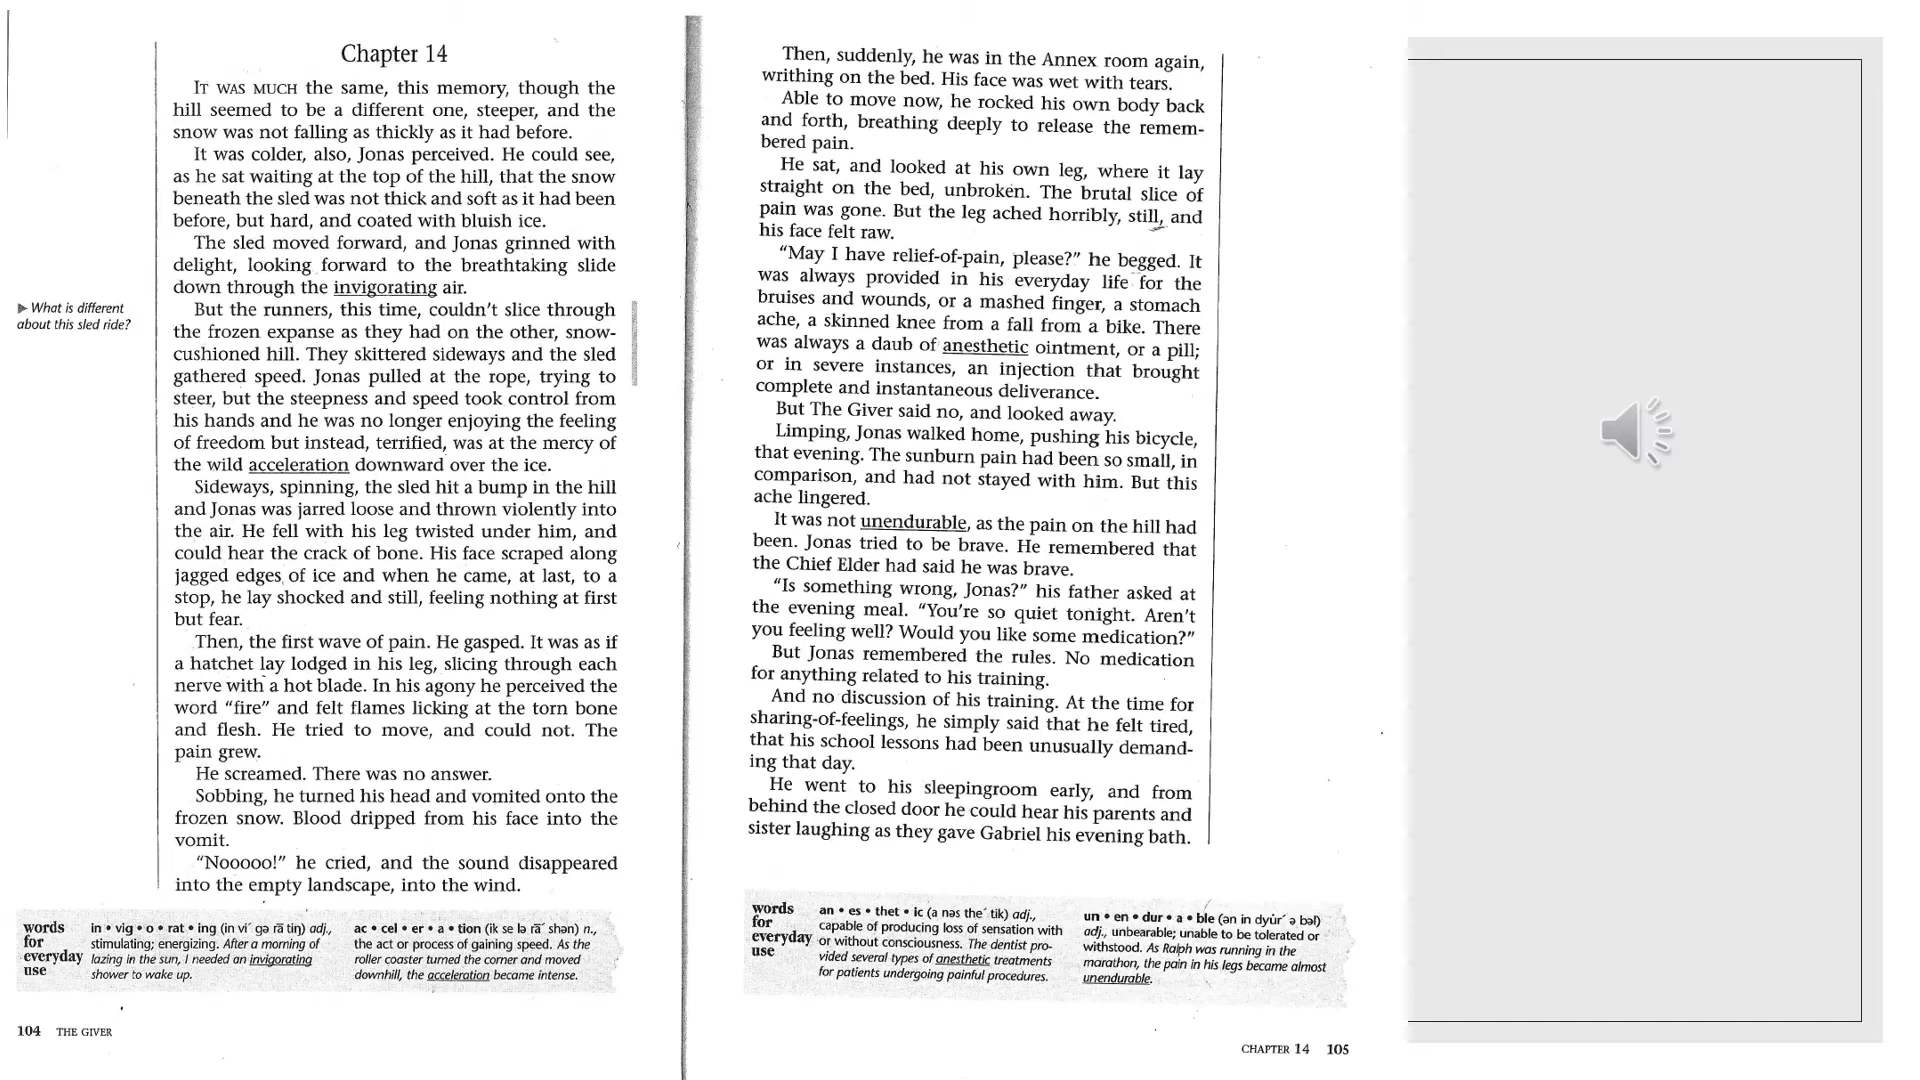 Chapter 14
IT WAS MUCH the same, this memory, though the
hill seemed to be a different one, steeper, and the
snow was not falling as thickly as it had before.
It was colder, also, Jonas perceived. He could see,
as he sat waiting at the top of the hill, that the snow
beneath the sled was not thick and soft as it had been
before, but hard, and coated with bluish ice.
The sled moved forward, and Jonas grinned with
delight, looking forward to the breathtaking slide
down through the invigorating air.
▶ What is different
about this sled ride?
But the runners, this time, couldn't slice through
the frozen expanse as they had on the other, snow-
cushioned hill. They skittered sideways and the sled
gathered speed. Jonas pulled at the rope, trying to
steer, but the steepness and speed took control from
his hands and he was no longer enjoying the feeling
of freedom but instead, terrified, was at the mercy of
the wild acceleration downward over the ice.
Sideways, spinning, the sled hit a bump in the hill
and Jonas was jarred loose and thrown violently into
the air. He fell with his leg twisted under him, and
could hear the crack of bone. His face scraped along
jagged edges of ice and when he came, at last, to a
stop, he lay shocked and still, feeling nothing at first
but fear.
Then, the first wave of pain. He gasped. It was as if
a hatchet lay lodged in his leg, slicing through each
nerve with a hot blade. In his agony he perceived the
word "fire" and felt flames licking at the torn bone
and flesh. He tried to move, and could not. The
pain grew.
He screamed. There was no answer.
Sobbing, he turned his head and vomited onto the
frozen snow. Blood dripped from his face into the
vomit.
"Nooooo!" he cried, and the sound disappeared
into the empty landscape, into the wind.
words
for
everyday
use
in • vig • o • rat • ing (in vi´ gə rā tiŋ) adj.,
stimulating; energizing. After a morning of
lazing in the sun, I needed an invigorating
shower to wake up.
ac • cel • er • a • tion (ik se lə rā´ shən) n.,
the act or process of gaining speed. As the
roller coaster turned the corner and moved
downhill, the acceleration became intense.
104 THE GIVER
Then, suddenly, he was in the Annex room again,
writhing on the bed. His face was wet with tears.
Able to move now, he rocked his own body back
and forth, breathing deeply to release the remem-
bered pain.
He sat, and looked at his own leg, where it lay
straight on the bed, unbroken. The brutal slice of
pain was gone. But the leg ached horribly, still, and
his face felt raw.
"May I have relief-of-pain, please?" he begged. It
was always provided in his everyday life for the
bruises and wounds, or a mashed finger, a stomach
ache, a skinned knee from a fall from a bike. There
was always a daub of anesthetic ointment, or a pill;
or in severe instances, an injection that brought
complete and instantaneous deliverance.
But The Giver said no, and looked away.
Limping, Jonas walked home, pushing his bicycle,
that evening. The sunburn pain had been so small, in
comparison, and had not stayed with him. But this
ache lingered.
It was not unendurable, as the pain on the hill had
been. Jonas tried to be brave. He remembered that
the Chief Elder had said he was brave.
"Is something wrong, Jonas?" his father asked at
the evening meal. "You're so quiet tonight. Aren't
you feeling well? Would you like some medication?"
But Jonas remembered the rules. No medication
for anything related to his training.
And no discussion of his training. At the time for
sharing-of-feelings, he simply said that he felt tired,
that his school lessons had been unusually demand-
ing that day.
He went to his sleepingroom early, and from
behind the closed door he could hear his parents and
sister laughing as they gave Gabriel his evening bath.
words
for
everyday
use
an • es • thet • ic (a nəs the´ tik) adj.,
capable of producing loss of sensation with
or without consciousness. The dentist pro-
vided several types of anesthetic treatments
for patients undergoing painful procedures.
un • en • dur • a • ble (ən in dyůr´ ə bəl)
adj., unbearable; unable to be tolerated or
withstood. As Ralph was running in the
marathon, the pain in his legs became almost
unendurable.
CHAPTER 14 105